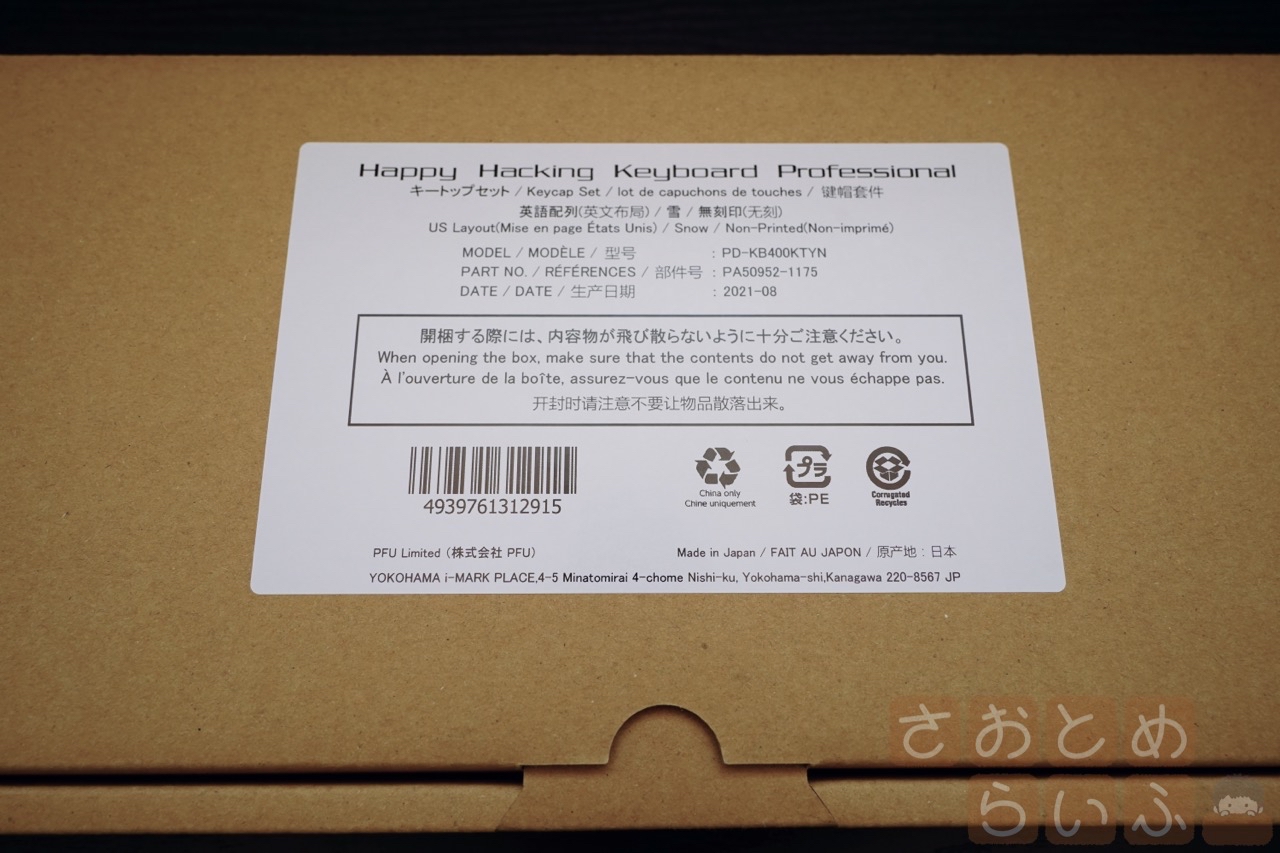 Happy Hacking Keyboard Professional
キートップセット / Keycap Set / lot de capuchons de touches / 键帽套件
英語配列(英文布局) / 雪 / 無刻印(无刻)
US Layout(Mise en page États Unis) / Snow / Non-Printed(Non-imprimé)
MODEL / MODÈLE / 型号 : PD-KB400KTYN
PART NO. / RÉFÉRENCES / 部件号 : PA50952-1175
DATE / DATE / 生产日期 : 2021-08
開梱する際には、内容物が飛び散らないように十分ご注意ください。
When opening the box, make sure that the contents do not get away from you.
À l'ouverture de la boîte, assurez-vous que le contenu ne vous échappe pas.
开封时请注意不要让物品散落出来。
4939761312915
China only
Chine uniquement
プラ
袋:PE
Corrugated
Recycles
PFU Limited (株式会社 PFU)
Made in Japan / FAIT AU JAPON / 原产地 : 日本
YOKOHAMA i-MARK PLACE,4-5 Minatomirai 4-chome Nishi-ku, Yokohama-shi,Kanagawa 220-8567 JP
さおとめ
らいふ